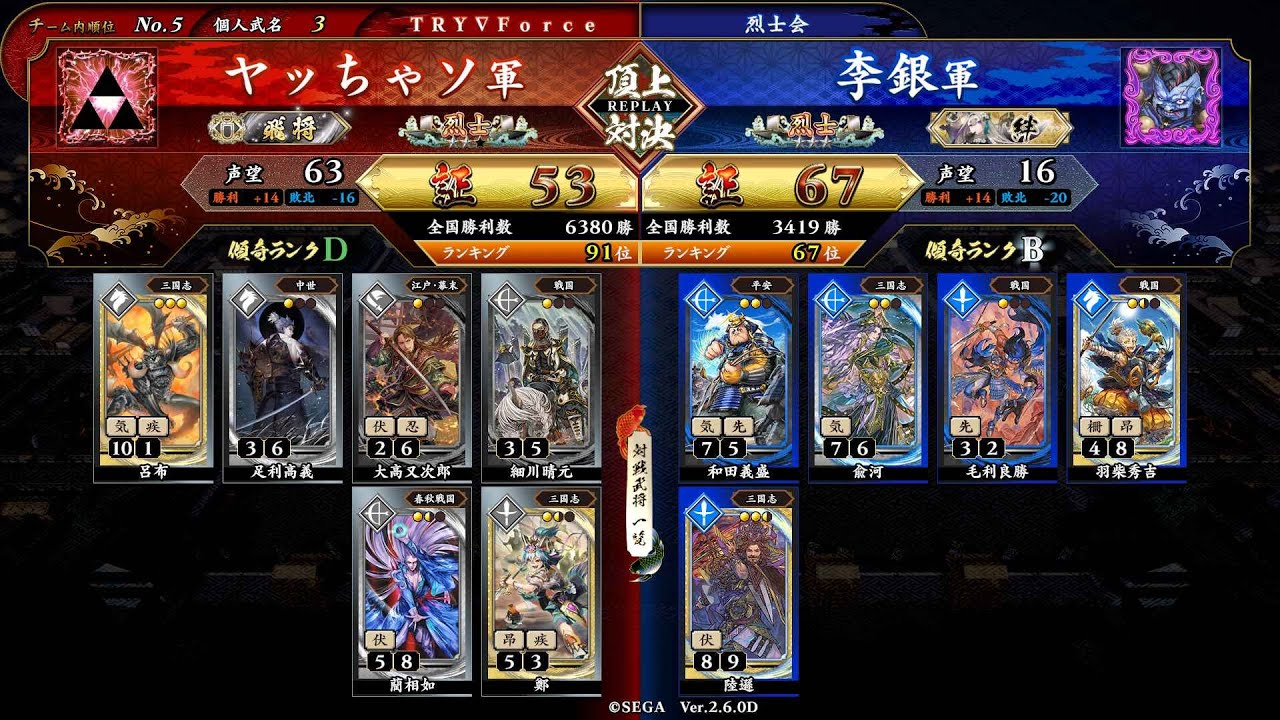 チーム内順位 No.5 個人武名 3 TRY∇Force
烈士会
ヤッちゃソ軍
頂上
REPLAY
対決
李銀軍
飛将 烈士
烈士 絆
声望 63
勝利 +14 敗北 -16
証 53
証 67
声望 16
勝利 +14 敗北 -20
全国勝利数 6380勝
全国勝利数 3419勝
傾奇ランクD
ランキング 91位
ランキング 67位
傾奇ランクB
三国志
気 疾
10 1
呂布
中世
3 6
足利高義
江戸・幕末
伏 忍
2 6
大高又次郎
戦国
3 5
細川晴元
平安
気 先
7 5
和田義盛
三国志
気
7 6
兪河
戦国
先
3 2
毛利良勝
戦国
柵 昂
4 8
羽柴秀吉
対戦武将一覧
春秋戦国
伏
5 8
藺相如
三国志
昂 疾
5 3
鄭
三国志
伏
8 9
陸遜
©SEGA Ver.2.6.0D